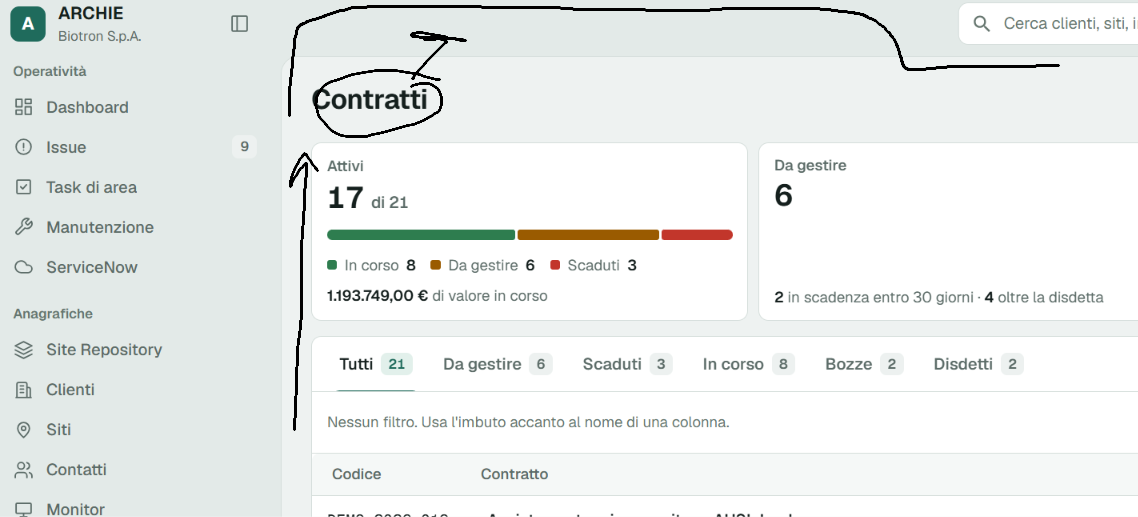 A
ARCHIE
Biotron S.p.A.
Cerca clienti, siti,
Operatività
Dashboard
Issue 9
Task di area
Manutenzione
ServiceNow
Anagrafiche
Site Repository
Clienti
Siti
Contatti
Monitor
Contratti
Attivi
17 di 21
In corso 8 Da gestire 6 Scaduti 3
1.193.749,00 € di valore in corso
Da gestire
6
2 in scadenza entro 30 giorni · 4 oltre la disdetta
Tutti 21 Da gestire 6 Scaduti 3 In corso 8 Bozze 2 Disdetti 2
Nessun filtro. Usa l'imbuto accanto al nome di una colonna.
Codice Contratto